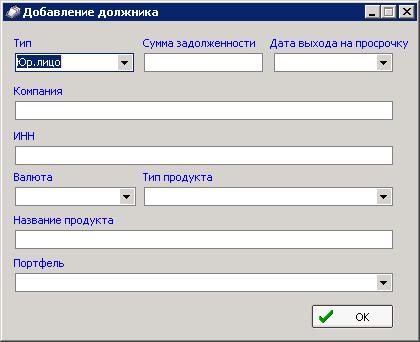 Добавление должника
Тип Сумма задолженности Дата выхода на просрочку
Юр.лицо
Компания
ИНН
Валюта Тип продукта
Название продукта
Портфель
OK